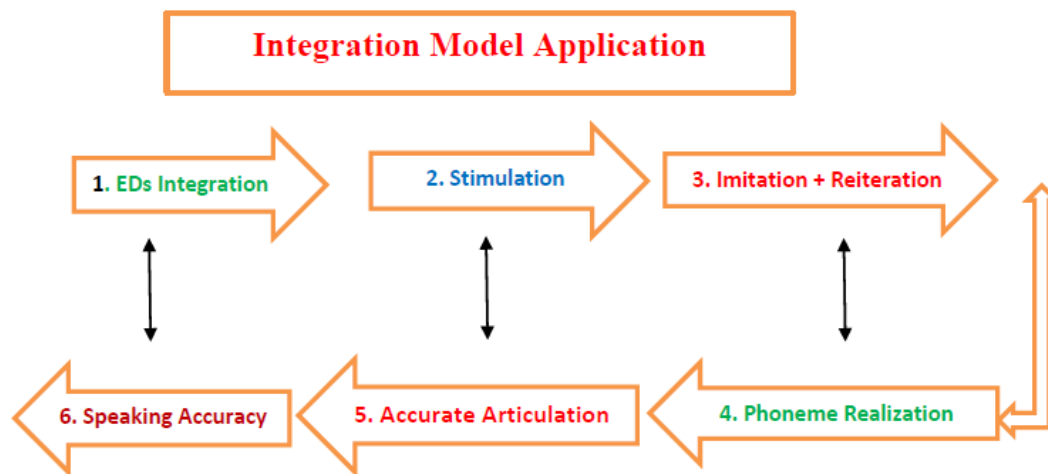 Integration Model Application
1. EDs Integration
2. Stimulation
3. Imitation + Reiteration
4. Phoneme Realization
5. Accurate Articulation
6. Speaking Accuracy